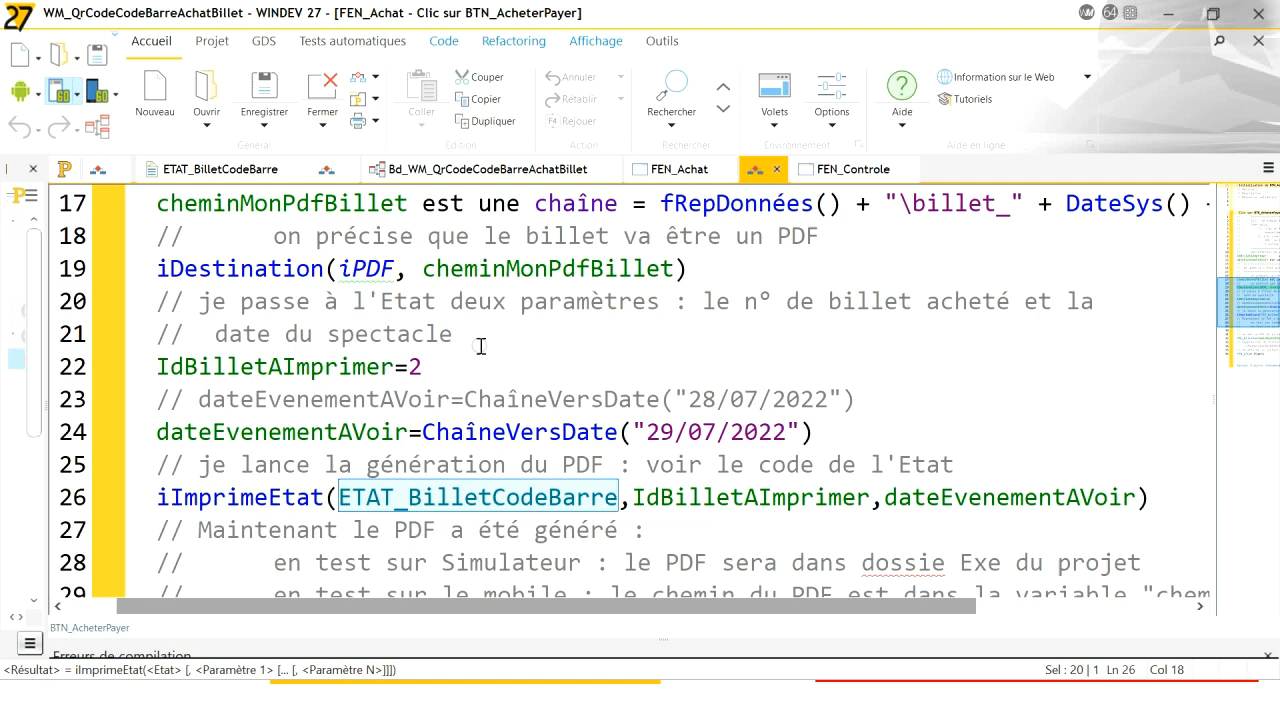 27
WM_QrCodeCodeBarreAchatBillet - WINDEV 27 - [FEN_Achat - Clic sur BTN_AcheterPayer]
WM 64
Accueil Projet GDS Tests automatiques Code Refactoring Affichage Outils
GO GO
Nouveau Ouvrir Enregistrer Fermer
Général
Coller Couper
Copier
Dupliquer
Edition
Annuler
Rétablir
F4 Rejouer
Action
Rechercher
Rechercher
Volets Options
Environnement
Aide Information sur le Web
Tutoriels
Aide en ligne
ETAT_BilletCodeBarre Bd_WM_QrCodeCodeBarreAchatBillet FEN_Achat FEN_Controle
17 cheminMonPdfBillet est une chaîne = fRepDonnées() + "\billet_" + DateSys()
18 // on précise que le billet va être un PDF
19 iDestination(iPDF, cheminMonPdfBillet)
20 // je passe à l'Etat deux paramètres : le n° de billet acheté et la
21 // date du spectacle
22 IdBilletAImprimer=2
23 // dateEvenementAVoir=ChaîneVersDate("28/07/2022")
24 dateEvenementAVoir=ChaîneVersDate("29/07/2022")
25 // je lance la génération du PDF : voir le code de l'Etat
26 iImprimeEtat(ETAT_BilletCodeBarre,IdBilletAImprimer,dateEvenementAVoir)
27 // Maintenant le PDF a été généré :
28 // en test sur Simulateur : le PDF sera dans dossie Exe du projet
29 // en test sur le mobile : le chemin du PDF est dans la variable "chem
BTN_AcheterPayer
Erreurs de compilation
<Résultat> = iImprimeEtat(<Etat> [, <Paramètre 1> [... [, <Paramètre N>]]]) Sel : 20 | 1 Ln 26 Col 18